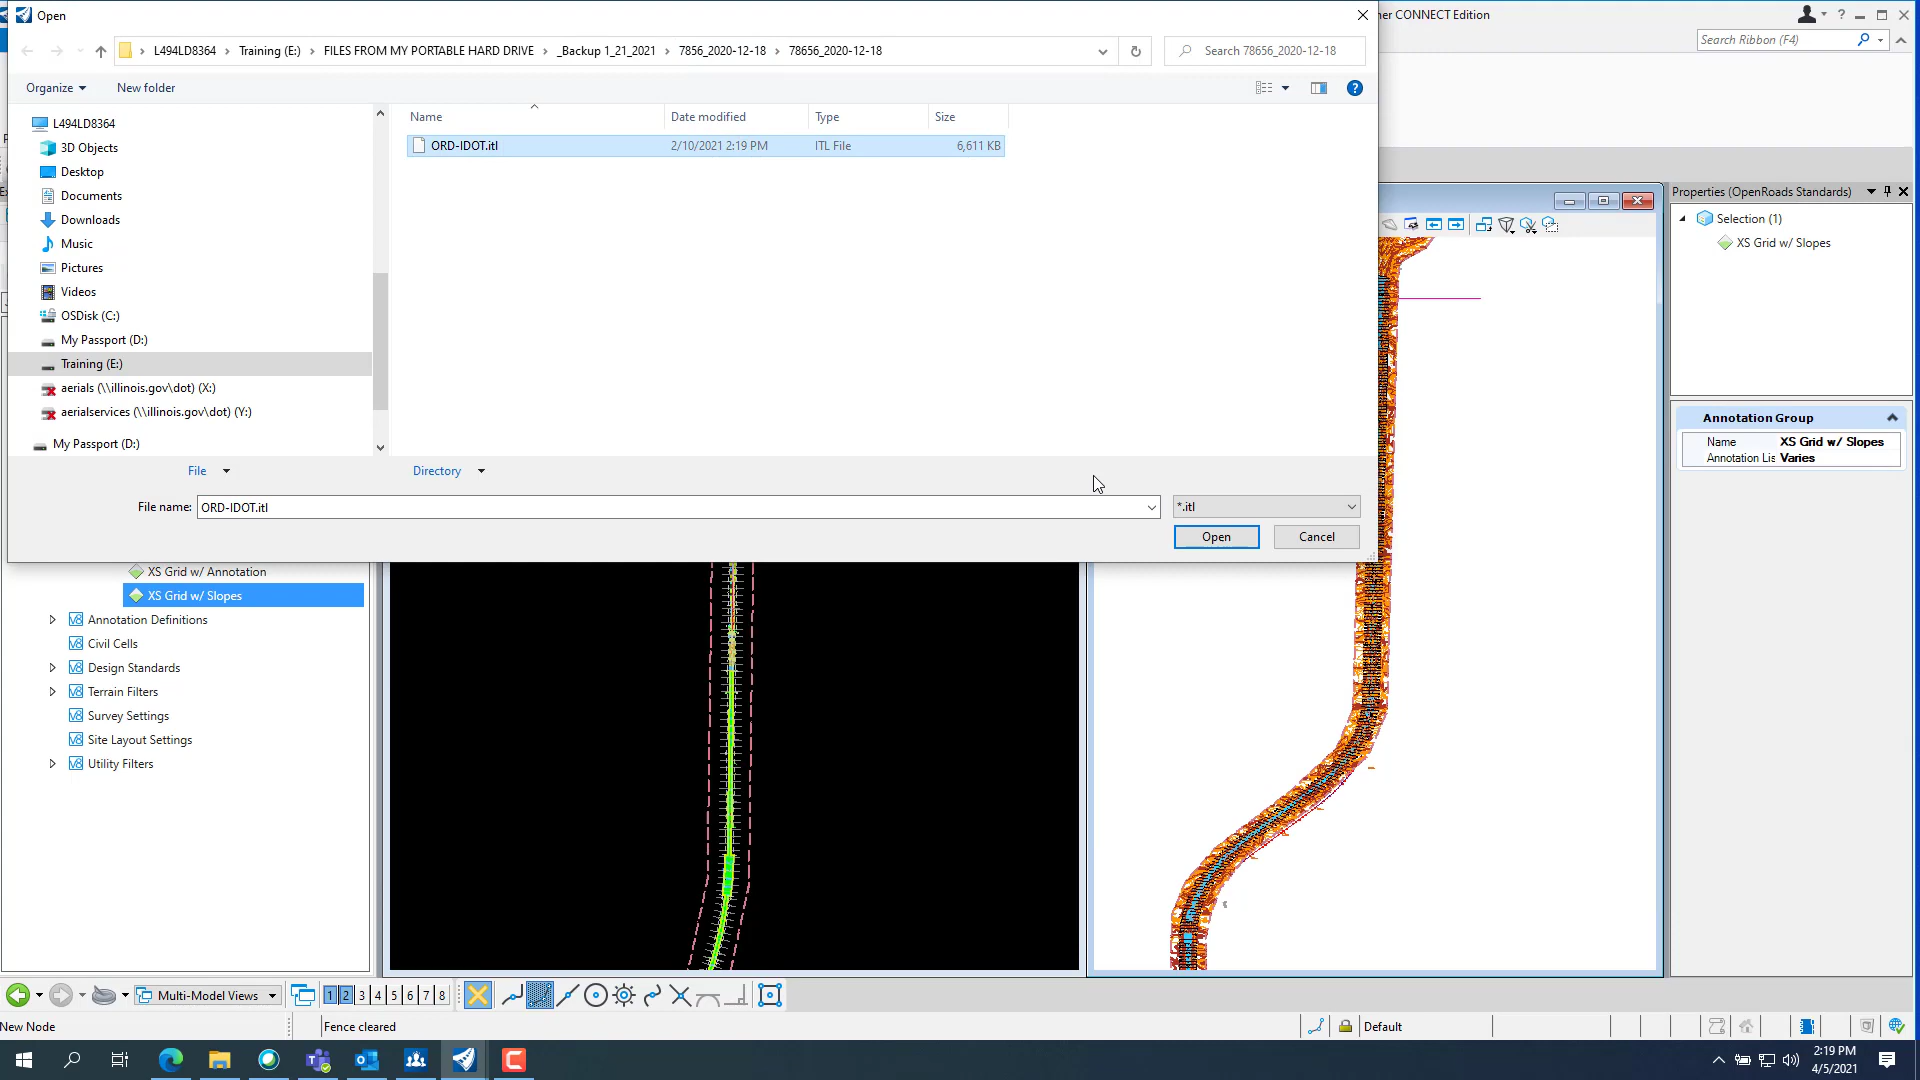 Open
ner CONNECT Edition
Search Ribbon (F4)
L494LD8364 › Training (E:) › FILES FROM MY PORTABLE HARD DRIVE › _Backup 1_21_2021 › 7856_2020-12-18 › 78656_2020-12-18
Search 78656_2020-12-18
Organize
New folder
L494LD8364
3D Objects
Desktop
Documents
Downloads
Music
Pictures
Videos
OSDisk (C:)
My Passport (D:)
Training (E:)
aerials (\\illinois.gov\dot) (X:)
aerialservices (\\illinois.gov\dot) (Y:)
My Passport (D:)
Name Date modified Type Size
ORD-IDOT.itl 2/10/2021 2:19 PM ITL File 6,611 KB
File
Directory
File name: ORD-IDOT.itl
*.itl
Open
Cancel
Properties (OpenRoads Standards)
Selection (1)
XS Grid w/ Slopes
Annotation Group
Name XS Grid w/ Slopes
Annotation Lis Varies
XS Grid w/ Annotation
XS Grid w/ Slopes
Annotation Definitions
Civil Cells
Design Standards
Terrain Filters
Survey Settings
Site Layout Settings
Utility Filters
Multi-Model Views
1 2 3 4 5 6 7 8
New Node
Fence cleared
Default
2:19 PM
4/5/2021